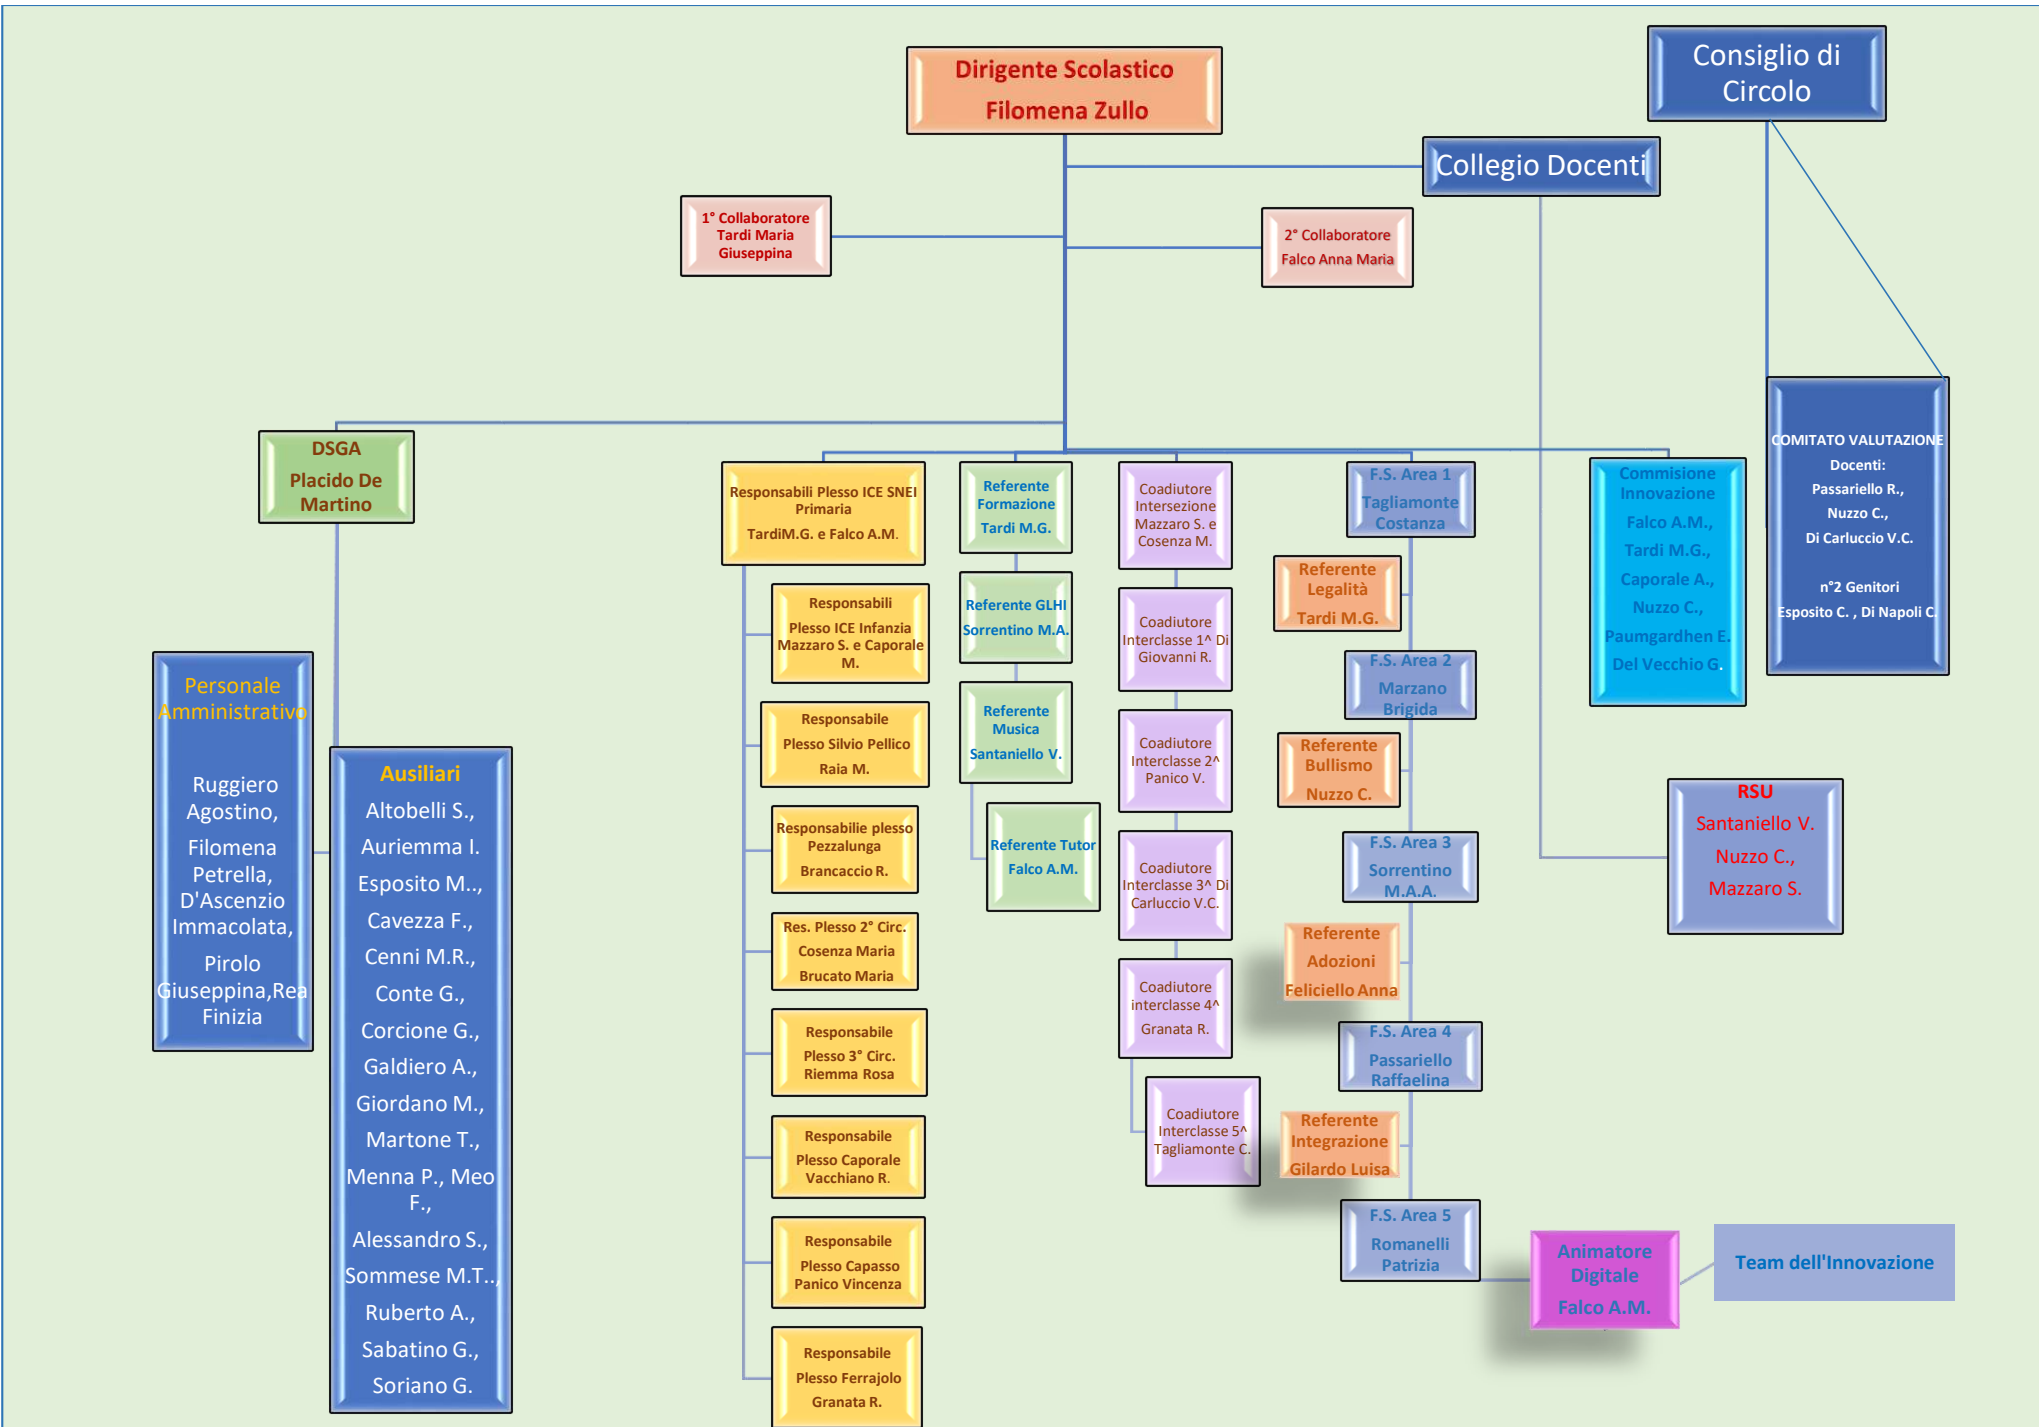 Dirigente Scolastico
Filomena Zullo
Consiglio di
Circolo
Collegio Docenti
1° Collaboratore
Tardi Maria
Giuseppina
2° Collaboratore
Falco Anna Maria
DSGA
Placido De
Martino
Personale
Amministrativo
Ruggiero
Agostino,
Filomena
Petrella,
D'Ascenzio
Immacolata,
Pirolo
Giuseppina,Rea
Finizia
Ausiliari
Altobelli S.,
Auriemma I.
Esposito M..,
Cavezza F.,
Cenni M.R.,
Conte G.,
Corcione G.,
Galdiero A.,
Giordano M.,
Martone T.,
Menna P., Meo
F.,
Alessandro S.,
Sommese M.T..,
Ruberto A.,
Sabatino G.,
Soriano G.
Responsabili Plesso ICE SNEI
Primaria
TardiM.G. e Falco A.M.
Responsabili
Plesso ICE Infanzia
Mazzaro S. e Caporale
M.
Responsabile
Plesso Silvio Pellico
Raia M.
Responsabilie plesso
Pezzalunga
Brancaccio R.
Res. Plesso 2° Circ.
Cosenza Maria
Brucato Maria
Responsabile
Plesso 3° Circ.
Riemma Rosa
Responsabile
Plesso Caporale
Vacchiano R.
Responsabile
Plesso Capasso
Panico Vincenza
Responsabile
Plesso Ferrajolo
Granata R.
Referente
Formazione
Tardi M.G.
Referente GLHI
Sorrentino M.A.
Referente
Musica
Santaniello V.
Referente Tutor
Falco A.M.
Coadiutore
Intersezione
Mazzaro S. e
Cosenza M.
Coadiutore
Interclasse 1^ Di
Giovanni R.
Coadiutore
Interclasse 2^
Panico V.
Coadiutore
Interclasse 3^ Di
Carluccio V.C.
Coadiutore
interclasse 4^
Granata R.
Coadiutore
Interclasse 5^
Tagliamonte C.
F.S. Area 1
Tagliamonte
Costanza
Referente
Legalità
Tardi M.G.
F.S. Area 2
Marzano
Brigida
Referente
Bullismo
Nuzzo C.
F.S. Area 3
Sorrentino
M.A.A.
Referente
Adozioni
Feliciello Anna
F.S. Area 4
Passariello
Raffaelina
Referente
Integrazione
Gilardo Luisa
F.S. Area 5
Romanelli
Patrizia
Animatore
Digitale
Falco A.M.
Team dell'Innovazione
Commisione
Innovazione
Falco A.M.,
Tardi M.G.,
Caporale A.,
Nuzzo C.,
Paumgardhen E.
Del Vecchio G.
COMITATO VALUTAZIONE
Docenti:
Passariello R.,
Nuzzo C.,
Di Carluccio V.C.
n°2 Genitori
Esposito C. , Di Napoli C.
RSU
Santaniello V.
Nuzzo C.,
Mazzaro S.